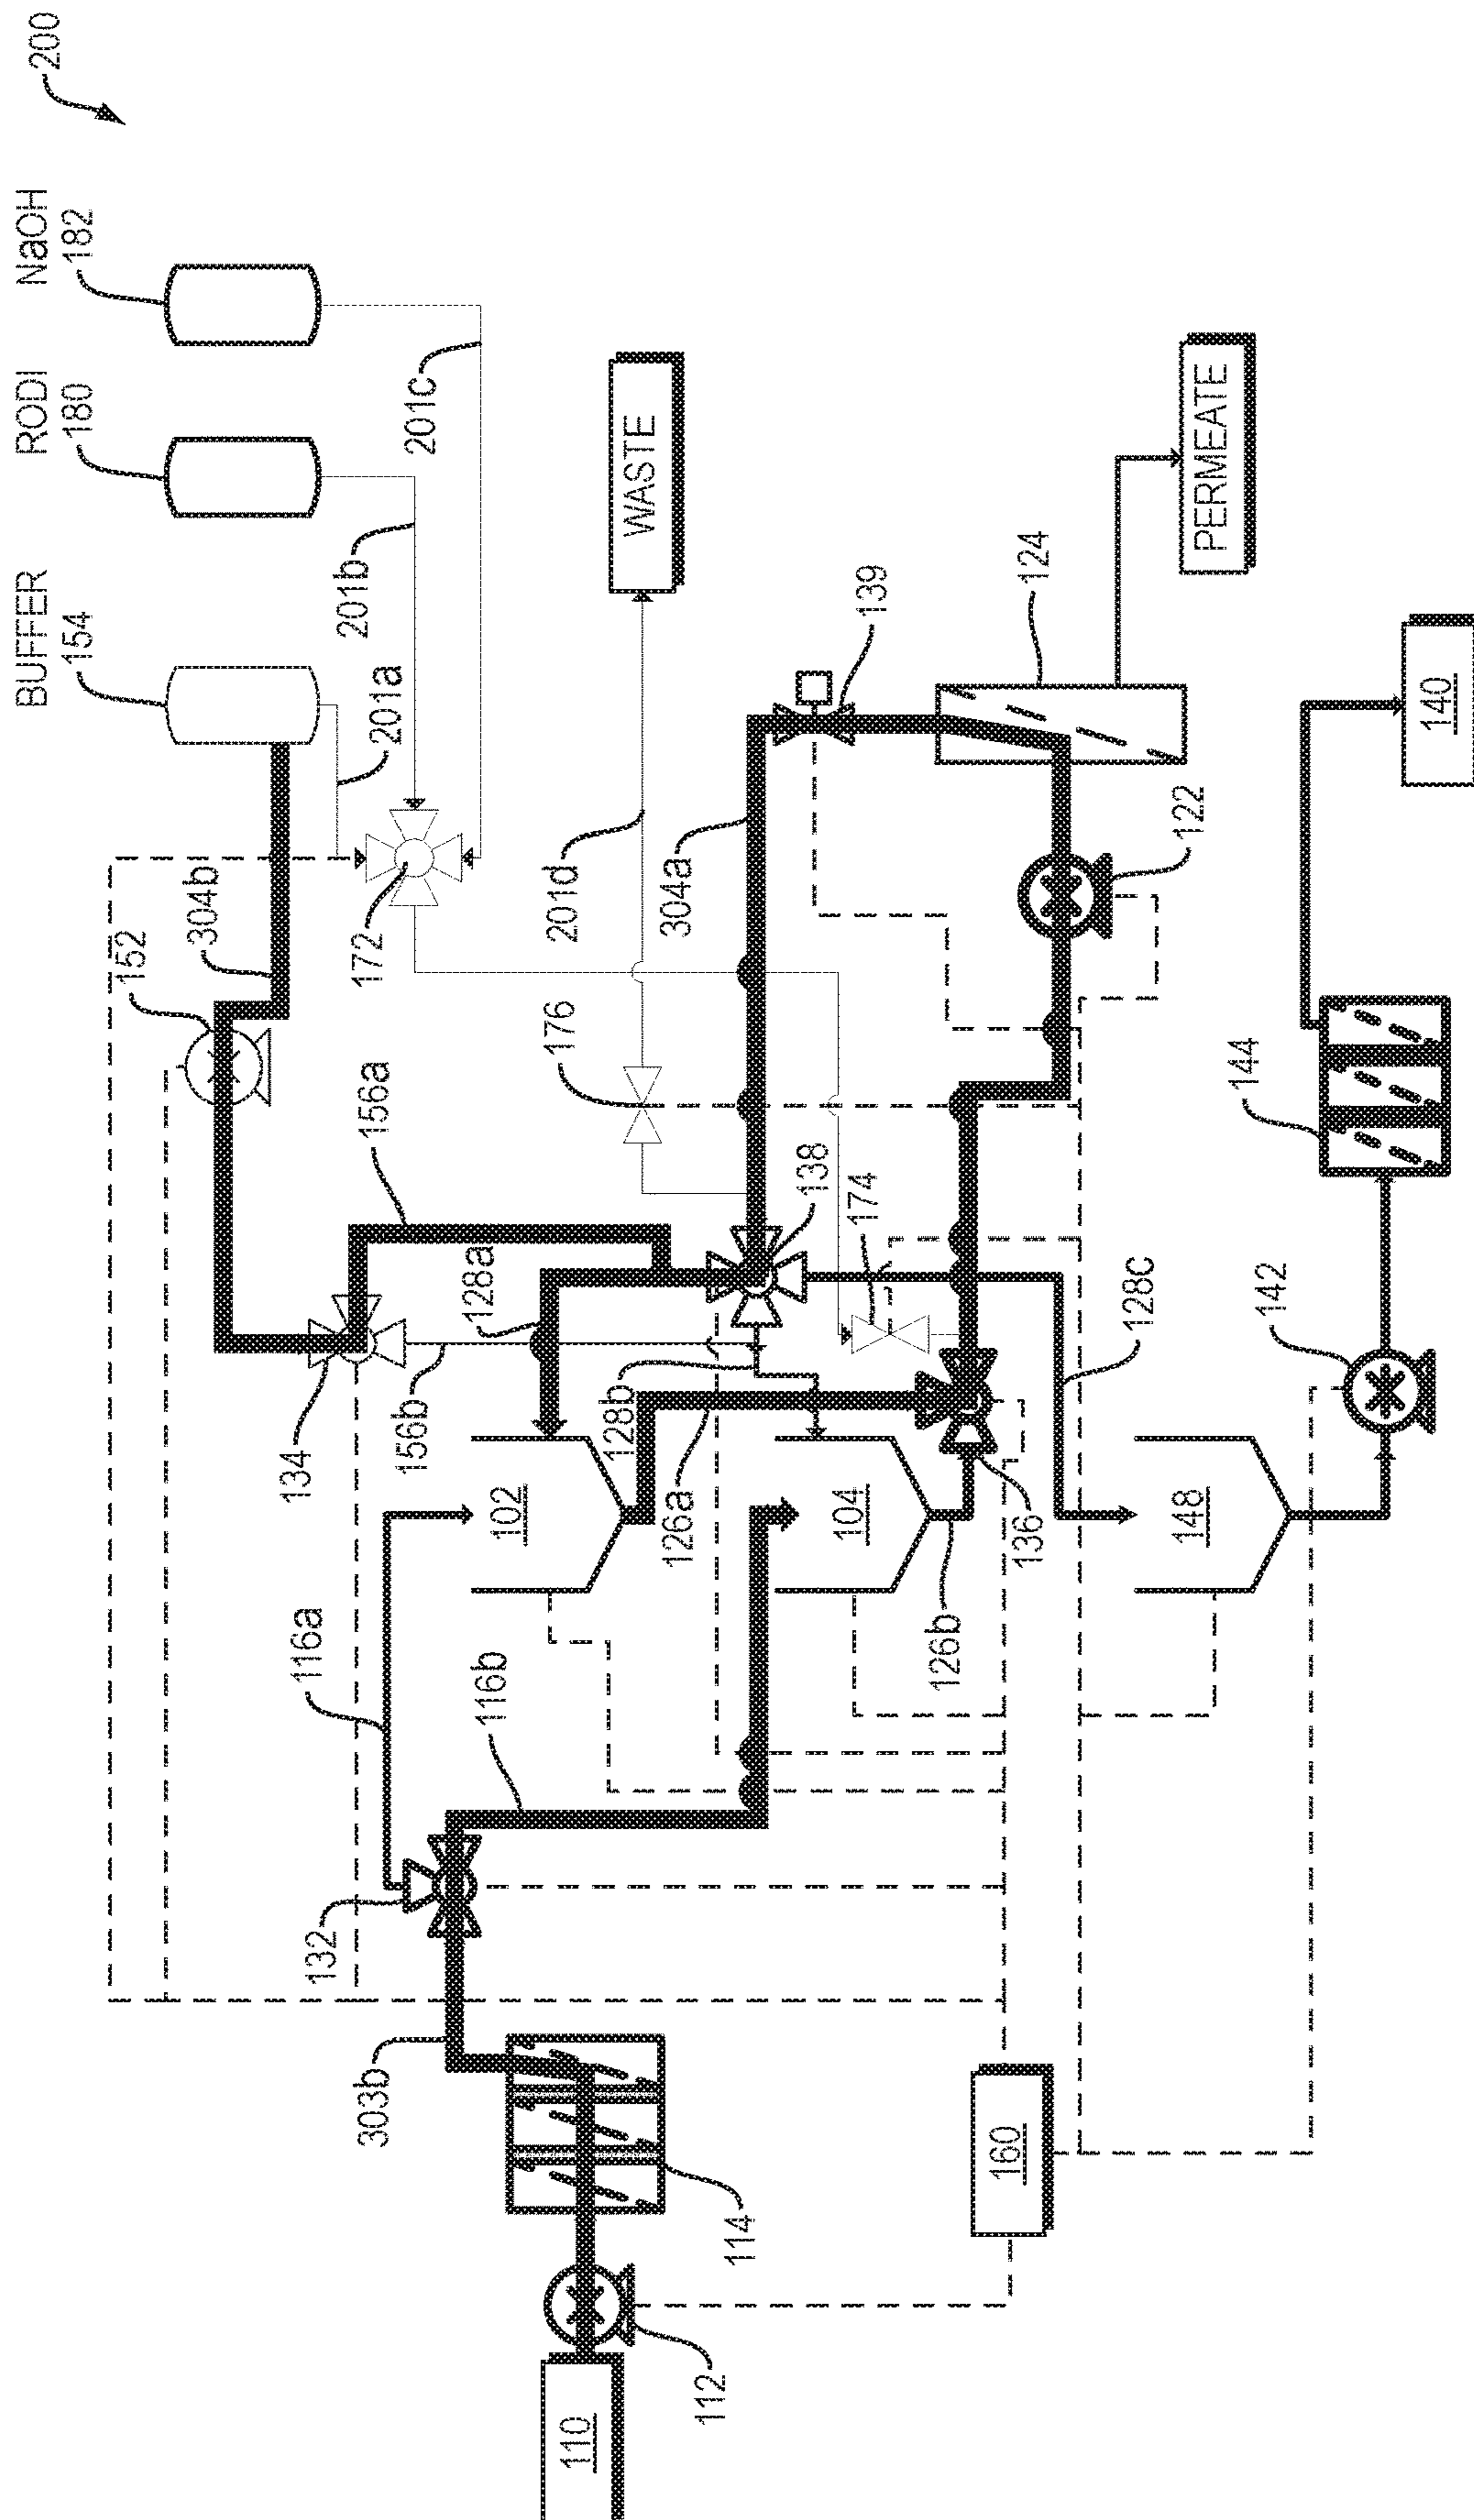 200
NaOH
182
RODI
180
BUFFER
154
201c
201b
201a
WASTE
PERMEATE
124
139
140
152
304b
172
201d
304a
122
176
156a
144
138
174
128a
128c
142
134
156b
128b
102
126a
104
136
148
116a
116b
126b
132
303b
114
160
112
110